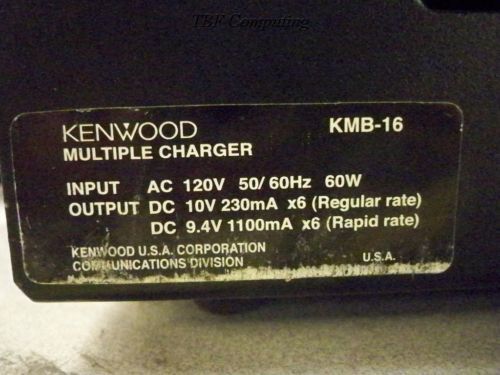 TBF Computing
KENWOOD KMB-16
MULTIPLE CHARGER
INPUT AC 120V 50/60Hz 60W
OUTPUT DC 10V 230mA x6 (Regular rate)
DC 9.4V 1100mA x6 (Rapid rate)
KENWOOD U.S.A. CORPORATION
COMMUNICATIONS DIVISION U.S.A.